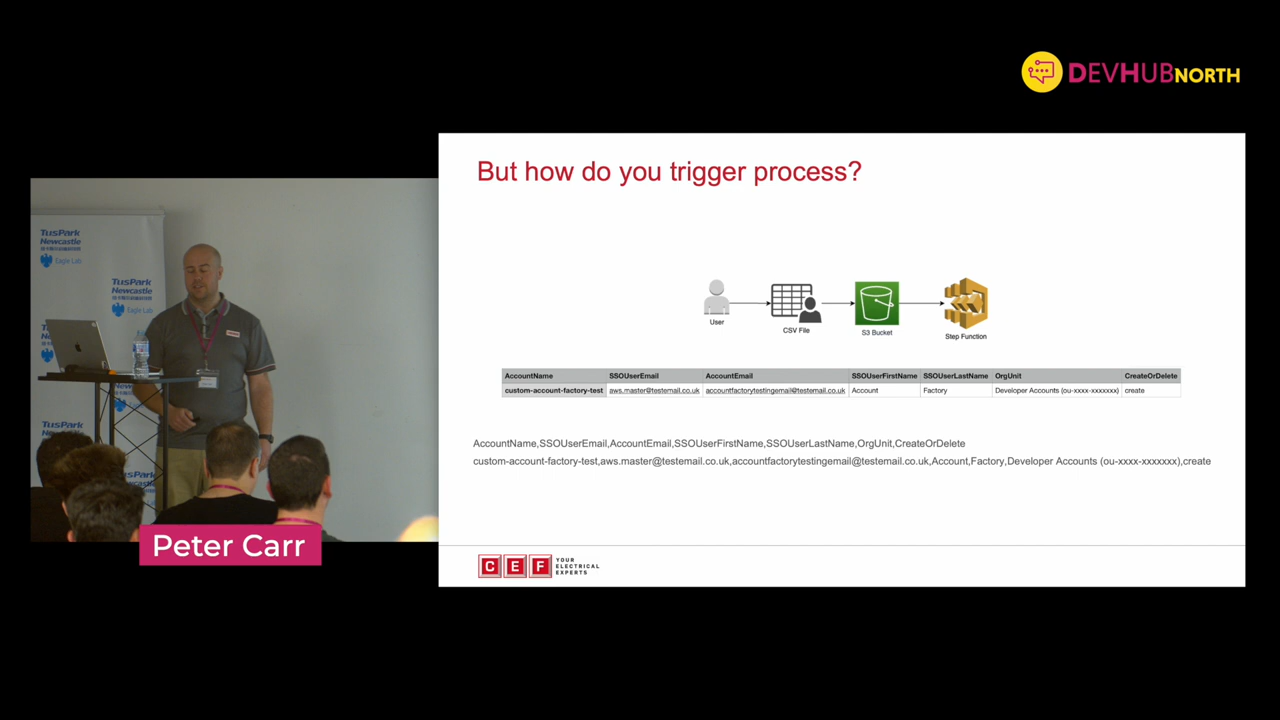 DEVHUBNORTH
But how do you trigger process?
User
CSV File
S3 Bucket
Step Function
AccountName SSOUserEmail AccountEmail SSOUserFirstName SSOUserLastName OrgUnit CreateOrDelete
custom-account-factory-test aws.master@testemail.co.uk accountfactorytestingemail@testemail.co.uk Account Factory Developer Accounts (ou-xxxx-xxxxxxx) create
AccountName,SSOUserEmail,AccountEmail,SSOUserFirstName,SSOUserLastName,OrgUnit,CreateOrDelete
custom-account-factory-test,aws.master@testemail.co.uk,accountfactorytestingemail@testemail.co.uk,Account,Factory,Developer Accounts (ou-xxxx-xxxxxxx),create
CEF
YOUR
ELECTRICAL
EXPERTS
TusPark
Newcastle
Eagle Lab
TusPark
Newcastle
Eagle Lab
TusPark
Newcastle
TusPark
Peter Carr